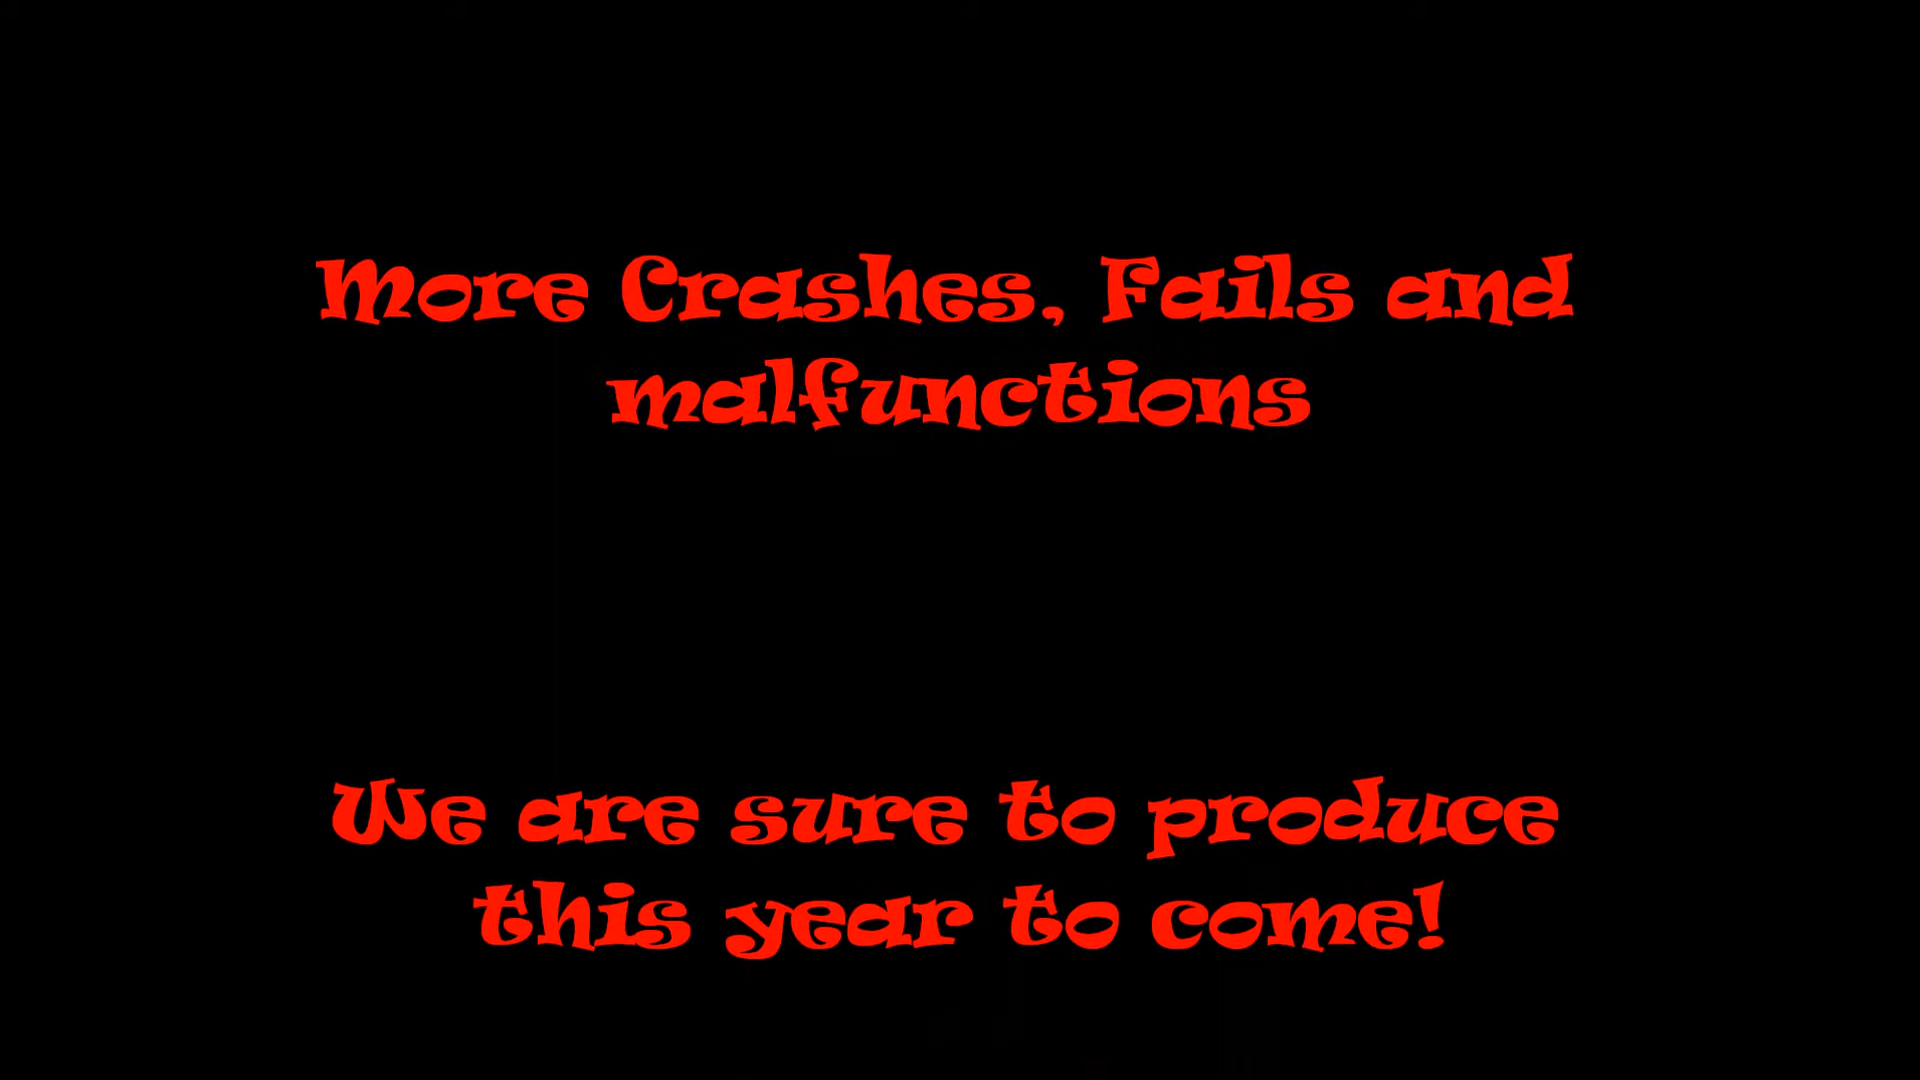 More Crashes, Fails and
malfunctions
We are sure to produce
this year to come!